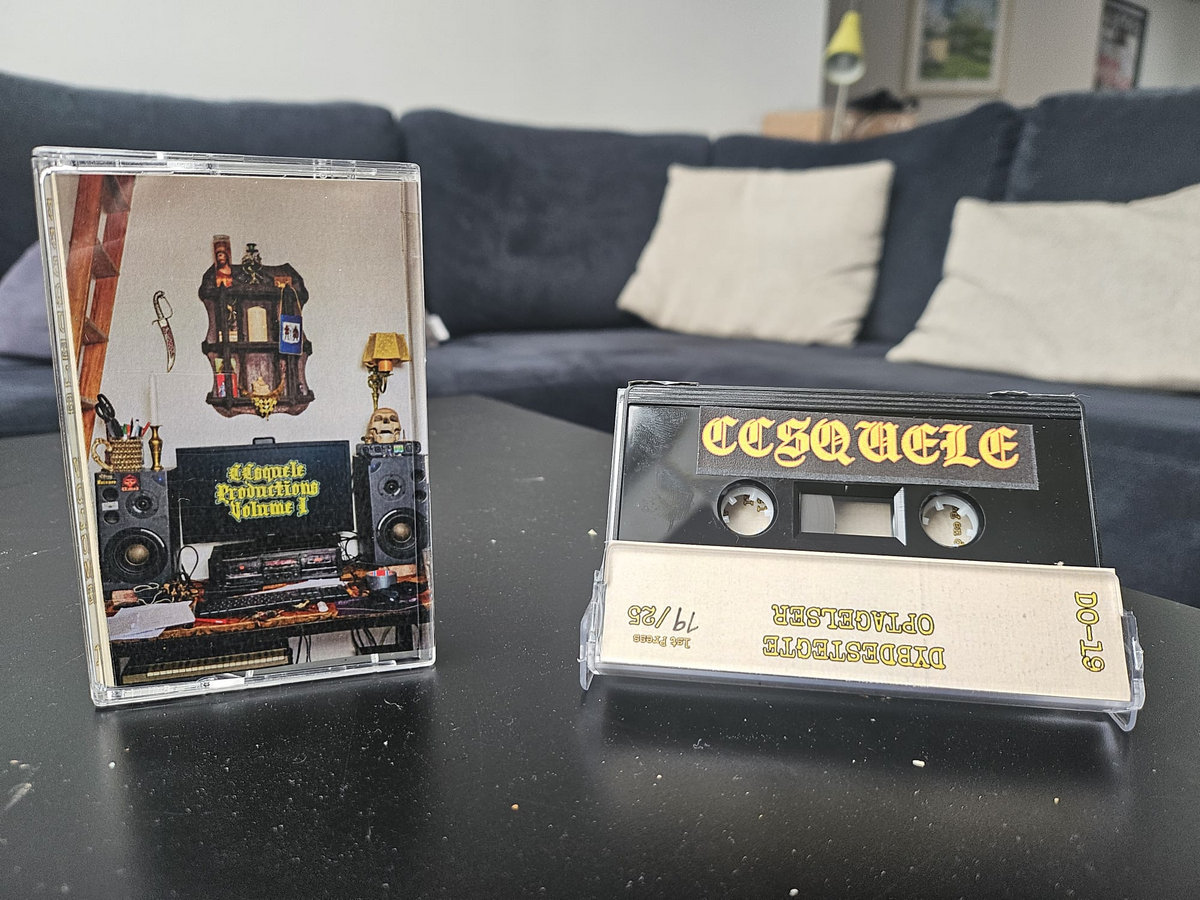 CCsquele
Productions
Volume I
CCSQUELE
DO-19
DYBDESTEGTE
OPTAGELSER
1st Press
19/25